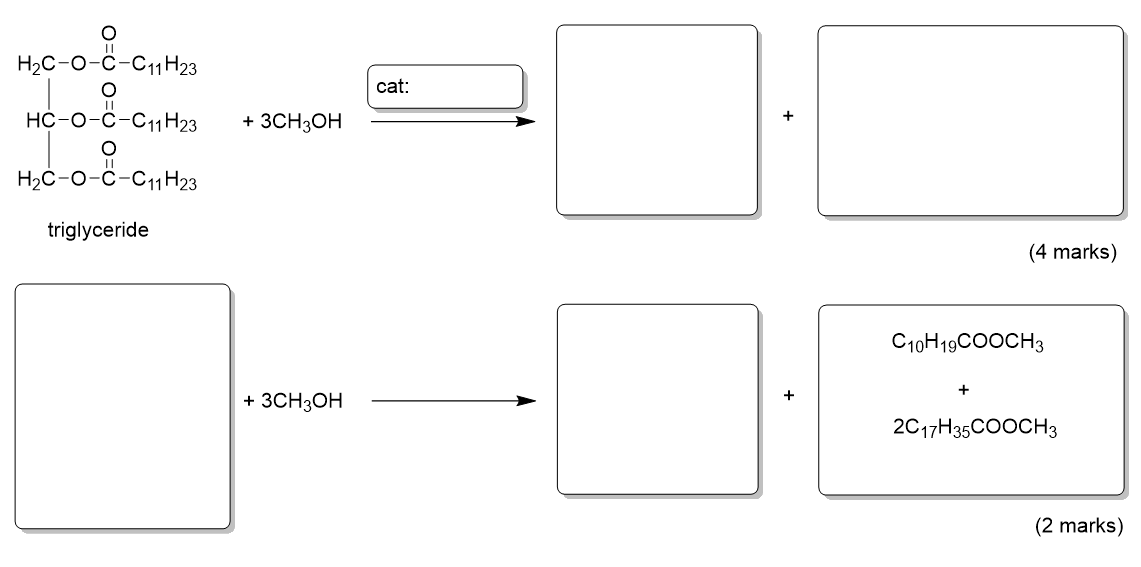 O
H₂C-O-C-C₁₁H₂₃
O
HC-O-C-C₁₁H₂₃
O
H₂C-O-C-C₁₁H₂₃
triglyceride
+ 3CH₃OH
cat:
+
(4 marks)
+ 3CH₃OH
+
C₁₀H₁₉COOCH₃
+
2C₁₇H₃₅COOCH₃
(2 marks)